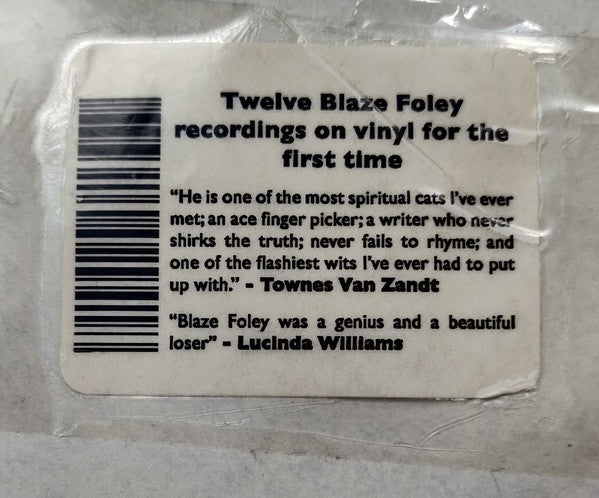 Twelve Blaze Foley
recordings on vinyl for the
first time
“He is one of the most spiritual cats I’ve ever
met; an ace finger picker; a writer who never
shirks the truth; never fails to rhyme; and
one of the flashiest wits I’ve ever had to put
up with.” - Townes Van Zandt
“Blaze Foley was a genius and a beautiful
loser” - Lucinda Williams